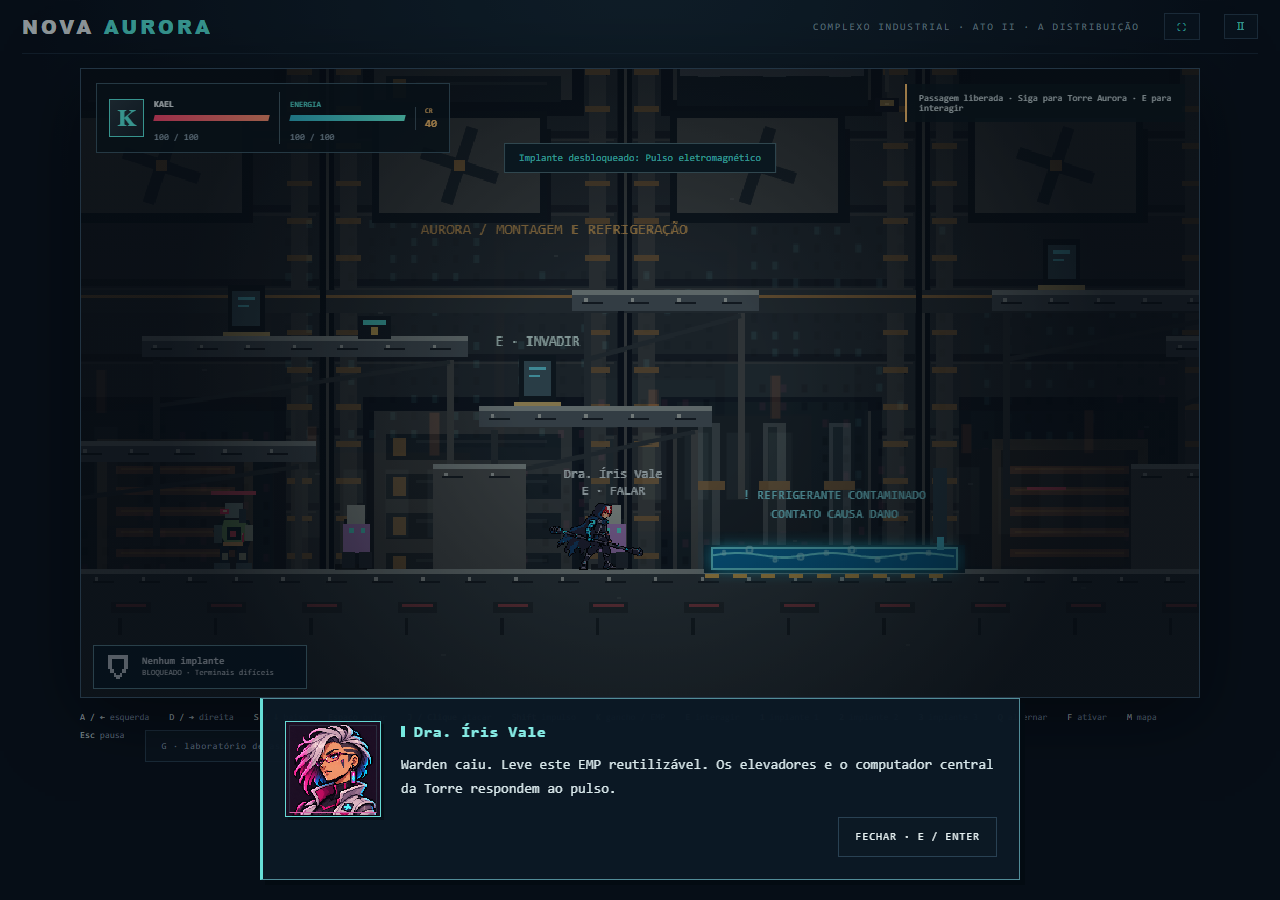 NOVA AURORA
COMPLEXO INDUSTRIAL · ATO II · A DISTRIBUIÇÃO
II
K
KAEL
100 / 100
ENERGIA
100 / 100
CR
40
Passagem liberada · Siga para Torre Aurora · E para
interagir
Implante desbloqueado: Pulso eletromagnético
AURORA / MONTAGEM E REFRIGERAÇÃO
E · INVADIR
Dra. Íris Vale
E · FALAR
! REFRIGERANTE CONTAMINADO
CONTATO CAUSA DANO
Nenhum implante
BLOQUEADO · Terminais difíceis
A / ← esquerda D / → direita S
ernar F ativar M mapa
Esc pausa
G · laboratório de
Dra. Íris Vale
Warden caiu. Leve este EMP reutilizável. Os elevadores e o computador central
da Torre respondem ao pulso.
FECHAR · E / ENTER